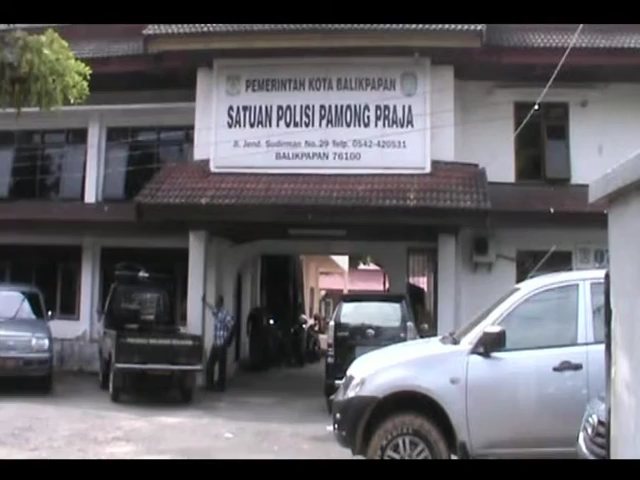 PEMERINTAH KOTA BALIKPAPAN
SATUAN POLISI PAMONG PRAJA
Jl. Jend. Sudirman No.29 Telp. 0542-420531
BALIKPAPAN 76100